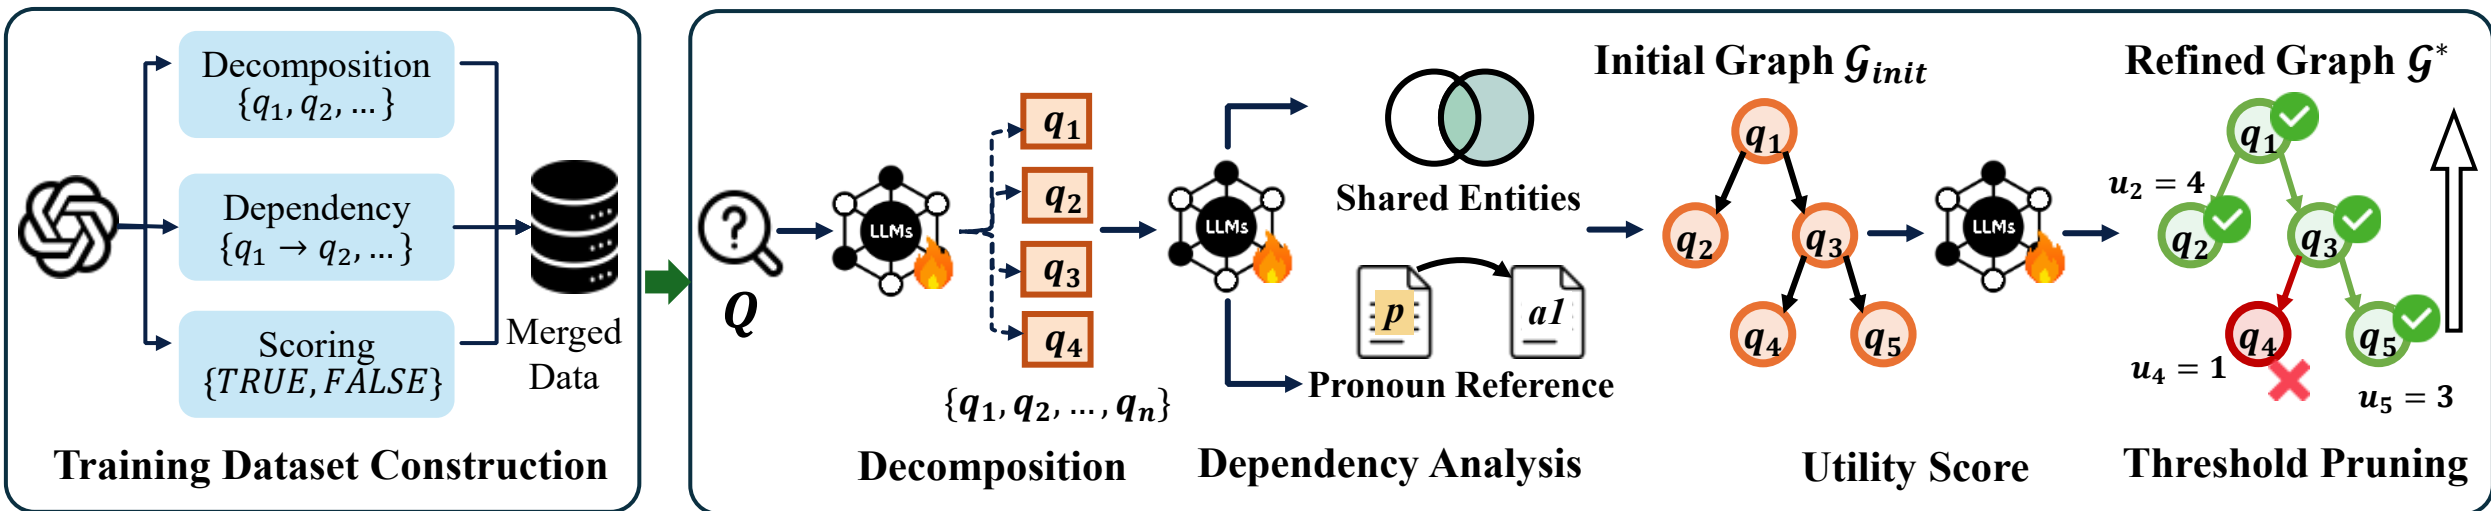 Decomposition
{q₁, q₂, ...}
Dependency
{q₁ → q₂, ...}
Scoring
{TRUE, FALSE}
Merged
Data
Training Dataset Construction
Q
LLMs
q₁
q₂
q₃
q₄
{q₁, q₂, ..., qₙ}
Decomposition
LLMs
Shared Entities
p
a1
Pronoun Reference
Dependency Analysis
Initial Graph 𝒢init
q₁
q₂
q₃
q₄
q₅
LLMs
Utility Score
Refined Graph 𝒢*
q₁
u₂ = 4
q₂
q₃
q₄
q₅
u₄ = 1
u₅ = 3
Threshold Pruning